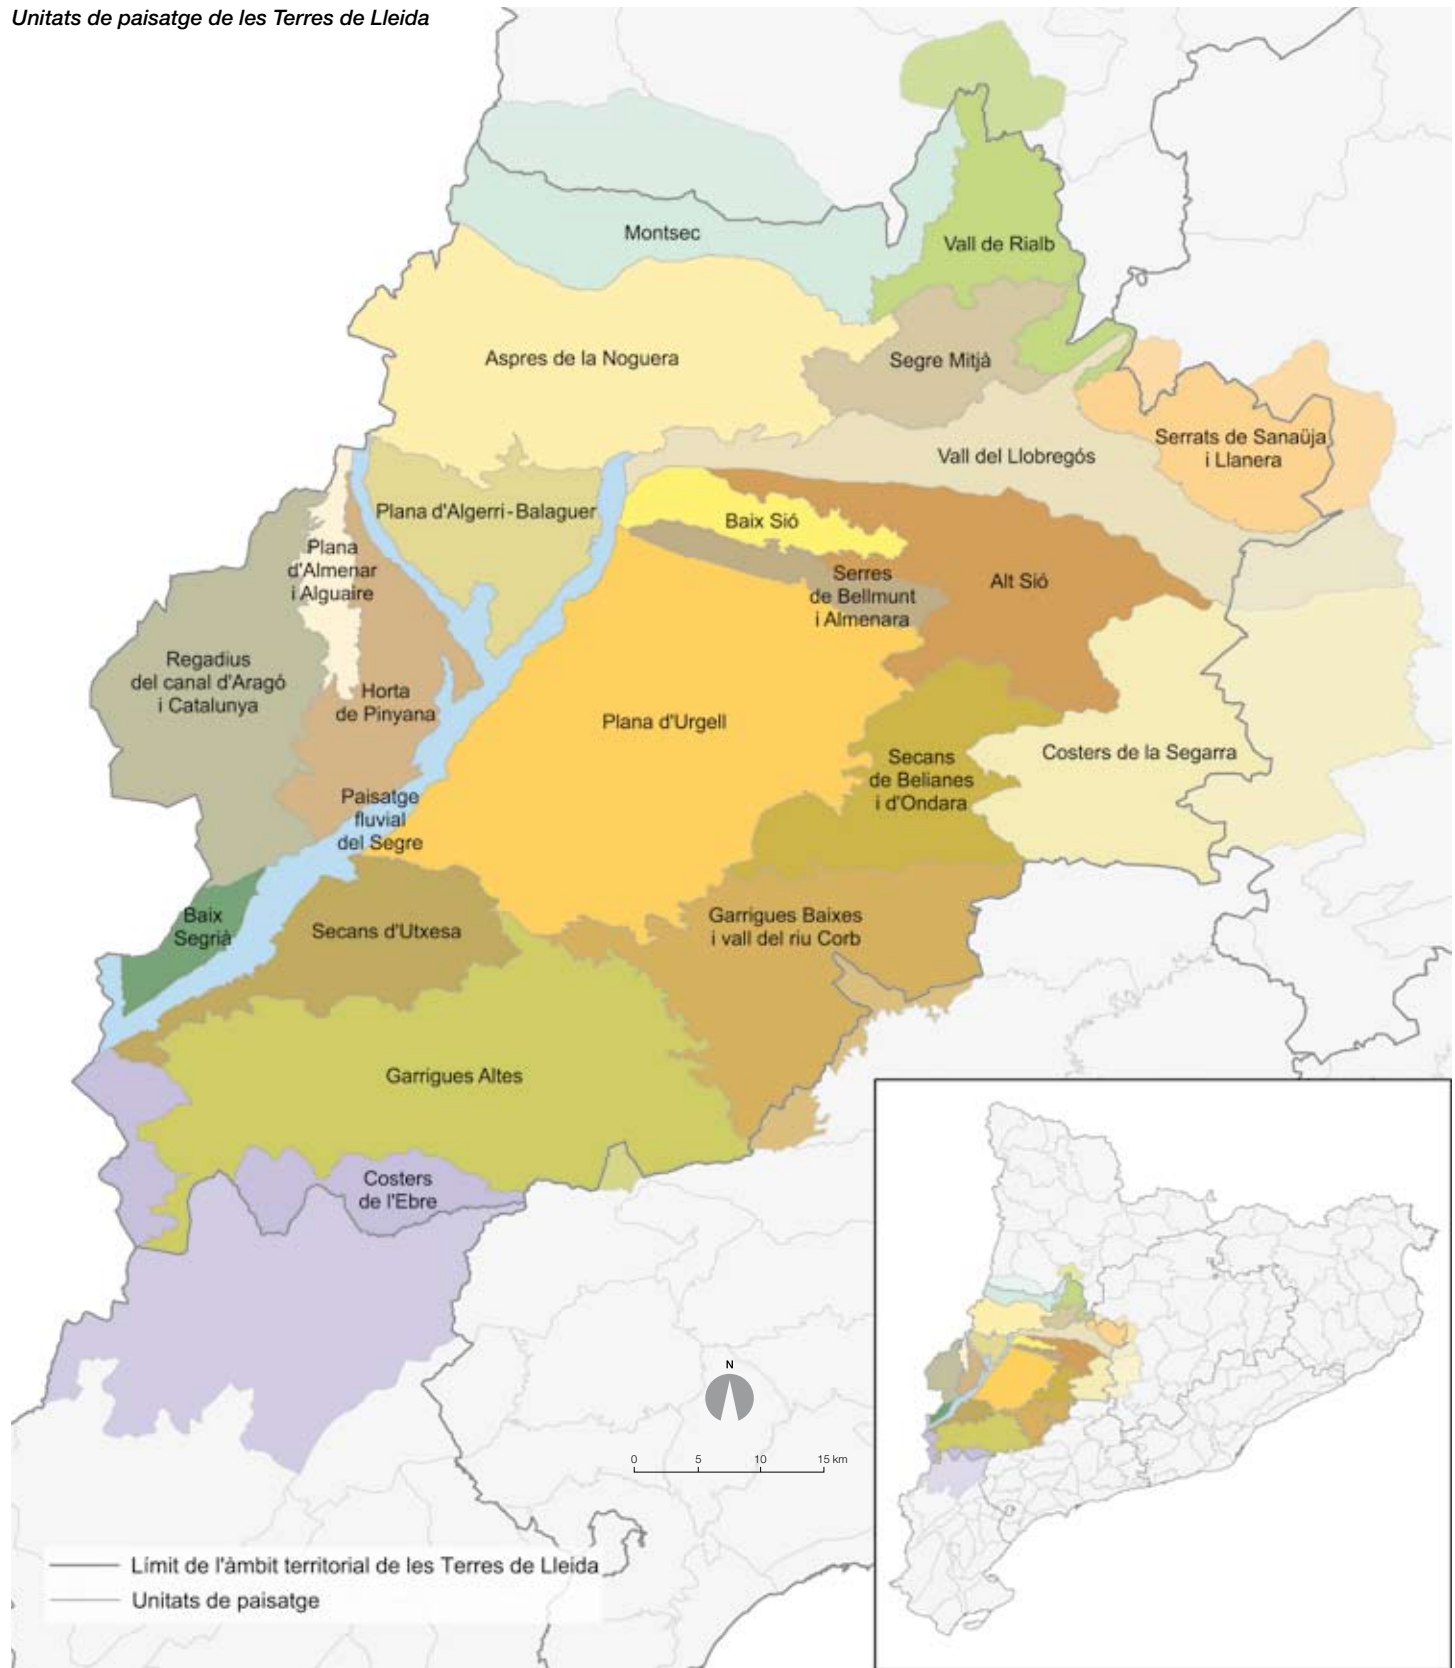 Unitats de paisatge de les Terres de Lleida
Montsec
Vall de Rialb
Aspres de la Noguera
Segre Mitjà
Serrats de Sanaüja
i Llanera
Vall del Llobregós
Plana d'Algerri-Balaguer
Baix Sió
Plana
d'Almenar
i Alguaire
Serres
de Bellmunt
i Almenara
Alt Sió
Regadius
del canal d'Aragó
i Catalunya
Horta
de Pinyana
Plana d'Urgell
Costers de la Segarra
Secans
de Belianes
i d'Ondara
Paisatge
fluvial
del Segre
Baix
Segrià
Secans d'Utxesa
Garrigues Baixes
i vall del riu Corb
Garrigues Altes
Costers
de l'Ebre
N
0 5 10 15 km
Límit de l'àmbit territorial de les Terres de Lleida
Unitats de paisatge